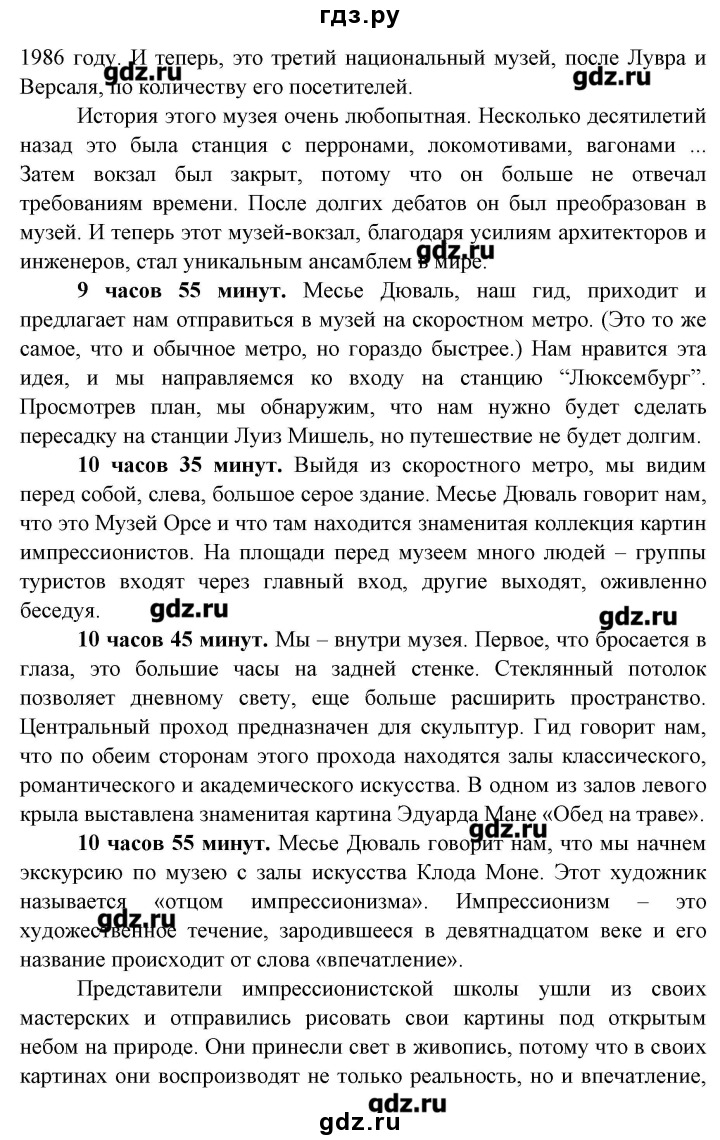 гдз.ру
1986 году. И теперь, это третий национальный музей, после Лувра и
gdz.ru
gdz.ru
Версаля, по количеству его посетителей.
История этого музея очень любопытная. Несколько десятилетий
назад это была станция с перронами, локомотивами, вагонами ...
Затем вокзал был закрыт, потому что он больше не отвечал
требованиям времени. После долгих дебатов он был преобразован в
музей. И теперь этот музей-вокзал, благодаря усилиям архитекторов и
gdz.ru
инженеров, стал уникальным ансамблем в мире.
9 часов 55 минут. Месье Дюваль, наш гид, приходит и
предлагает нам отправиться в музей на скоростном метро. (Это то же
самое, что и обычное метро, но гораздо быстрее.) Нам нравится эта
идея, и мы направляемся ко входу на станцию “Люксембург”.
Просмотрев план, мы обнаружим, что нам нужно будет сделать
пересадку на станции Луиз Мишель, но путешествие не будет долгим.
10 часов 35 минут. Выйдя из скоростного метро, мы видим
перед собой, слева, большое серое здание. Месье Дюваль говорит нам,
что это Музей Орсе и что там находится знаменитая коллекция картин
импрессионистов. На площади перед музеем много людей – группы
туристов входят через главный вход, другие выходят, оживленно
беседуя.
gdz.ru
gdz.ru
10 часов 45 минут. Мы – внутри музея. Первое, что бросается в
глаза, это большие часы на задней стенке. Стеклянный потолок
позволяет дневному свету, еще больше расширить пространство.
Центральный проход предназначен для скульптур. Гид говорит нам,
что по обеим сторонам этого прохода находятся залы классического,
романтического и академического искусства. В одном из залов левого
крыла выставлена знаменитая картина Эдуарда Мане «Обед на траве».
gdz.ru
10 часов 55 минут. Месье Дюваль говорит нам, что мы начнем
экскурсию по музею с залы искусства Клода Моне. Этот художник
называется «отцом импрессионизма». Импрессионизм – это
gdz.ru
художественное течение, зародившееся в девятнадцатом веке и его
название происходит от слова «впечатление».
Представители импрессионистской школы ушли из своих
мастерских и отправились рисовать свои картины под открытым
небом на природе. Они принесли свет в живопись, потому что в своих
картинах они воспроизводят не только реальность, но и впечатление,
gdz.ru
gdz.ru